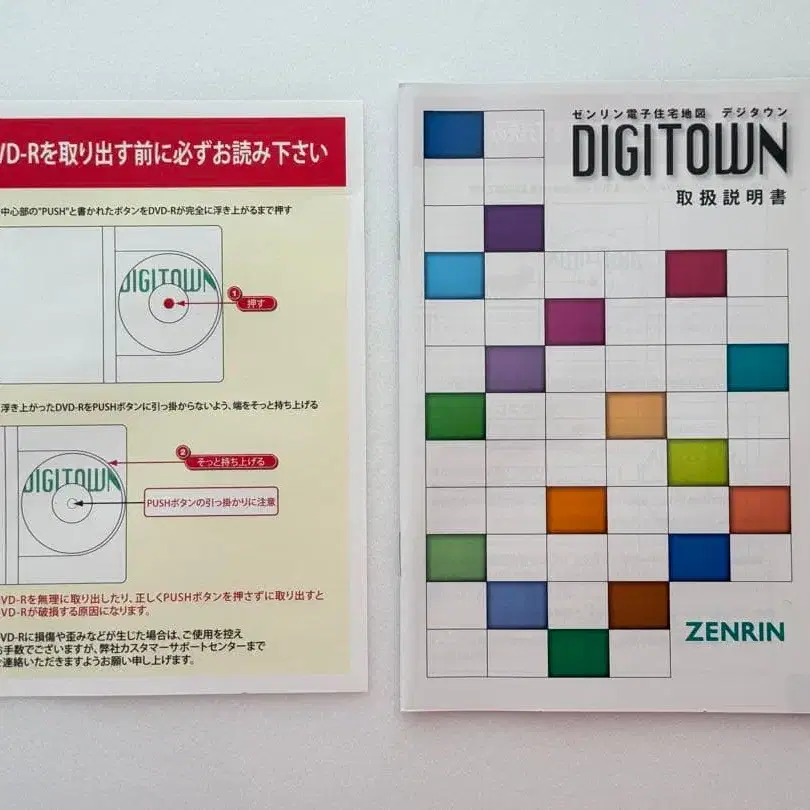 VD-Rを取り出す前に必ずお読み下さい
中心部の"PUSH"と書かれたボタンをDVD-Rが完全に浮き上がるまで押す
DIGITOWN
1
押す
浮き上がったDVD-RをPUSHボタンに引っ掛からないよう、端をそっと持ち上げる
DIGITOWN
2
そっと持ち上げる
PUSHボタンの引っ掛かりに注意
VD-Rを無理に取り出したり、正しくPUSHボタンを押さずに取り出すと
VD-Rが破損する原因になります。
VD-Rに損傷や歪みなどが生じた場合は、ご使用を控え
手数でございますが、弊社カスタマーサポートセンターまで
連絡いただきますようお願い申し上げます。
ゼンリン電子住宅地図 デジタウン
DIGITOWN
取扱説明書
ZENRIN